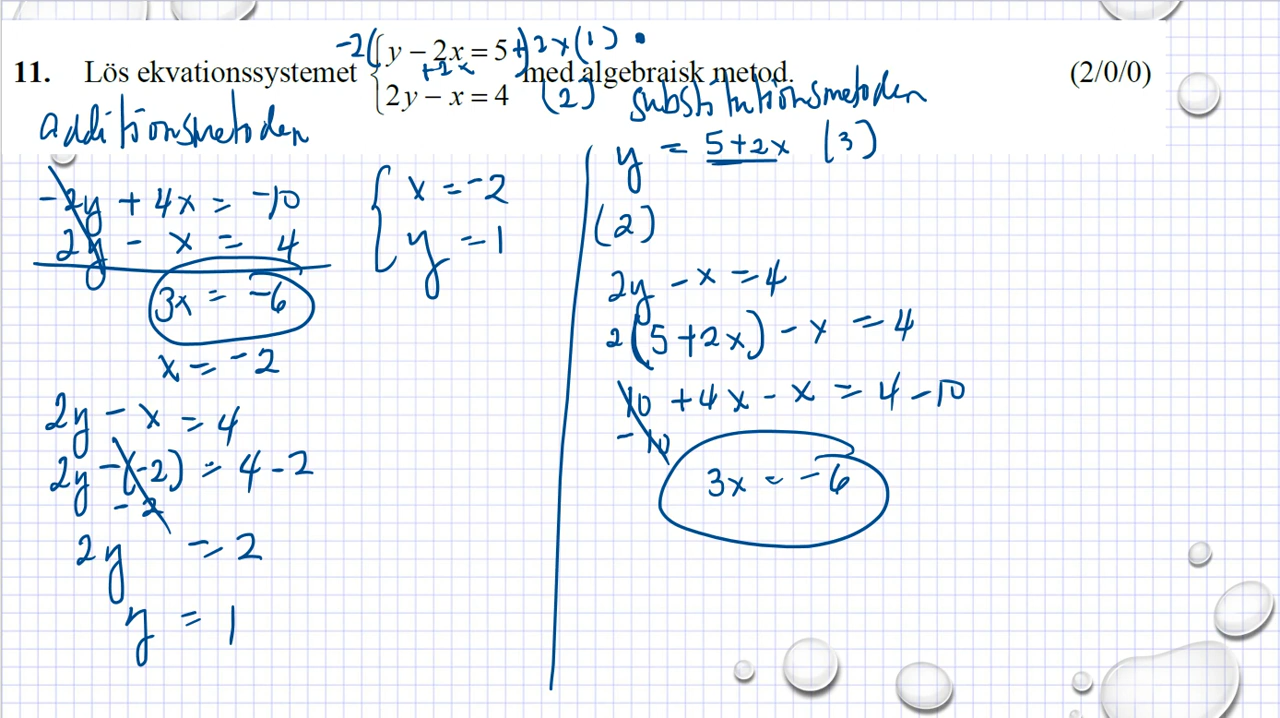 -2( y − 2x = 5 )+2x (1) •
+2x
11. Lös ekvationssystemet { med algebraisk metod. (2/0/0)
2y − x = 4 (2)
additionsmetoden
-2y + 4x = -10
2y - x = 4
3x = -6
x = -2
2y - x = 4
2y -(-2) = 4 - 2
- 2
2y = 2
y = 1
{ x = -2
y = 1
substitutionsmetoden
y = 5+2x (3)
(2)
2y - x = 4
2(5+2x) - x = 4
10 + 4x - x = 4 - 10
- 10
3x = -6